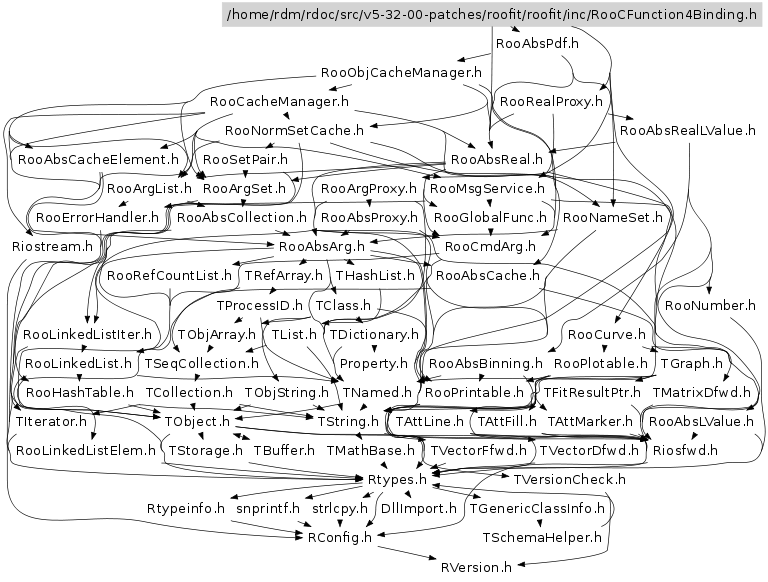 /home/rdm/rdoc/src/v5-32-00-patches/roofit/roofit/inc/RooCFunction4Binding.h
RooAbsPdf.h
RooObjCacheManager.h
RooCacheManager.h RooRealProxy.h
RooNormSetCache.h RooAbsRealLValue.h
RooAbsCacheElement.h RooSetPair.h RooAbsReal.h
RooArgList.h RooArgSet.h RooArgProxy.h RooMsgService.h
RooErrorHandler.h RooAbsCollection.h RooAbsProxy.h RooGlobalFunc.h RooNameSet.h
Riostream.h RooAbsArg.h RooCmdArg.h
RooRefCountList.h TRefArray.h THashList.h RooAbsCache.h
TProcessID.h TClass.h RooNumber.h
RooLinkedListIter.h TObjArray.h TList.h TDictionary.h RooCurve.h
RooLinkedList.h TSeqCollection.h Property.h RooAbsBinning.h RooPlotable.h TGraph.h
RooHashTable.h TCollection.h TObjString.h TNamed.h RooPrintable.h TFitResultPtr.h TMatrixDfwd.h
TIterator.h TObject.h TString.h TAttLine.h TAttFill.h TAttMarker.h RooAbsLValue.h
RooLinkedListElem.h TStorage.h TBuffer.h TMathBase.h TVectorFfwd.h TVectorDfwd.h Riosfwd.h
Rtypes.h TVersionCheck.h
Rtypeinfo.h snprintf.h strlcpy.h DllImport.h TGenericClassInfo.h
RConfig.h TSchemaHelper.h
RVersion.h